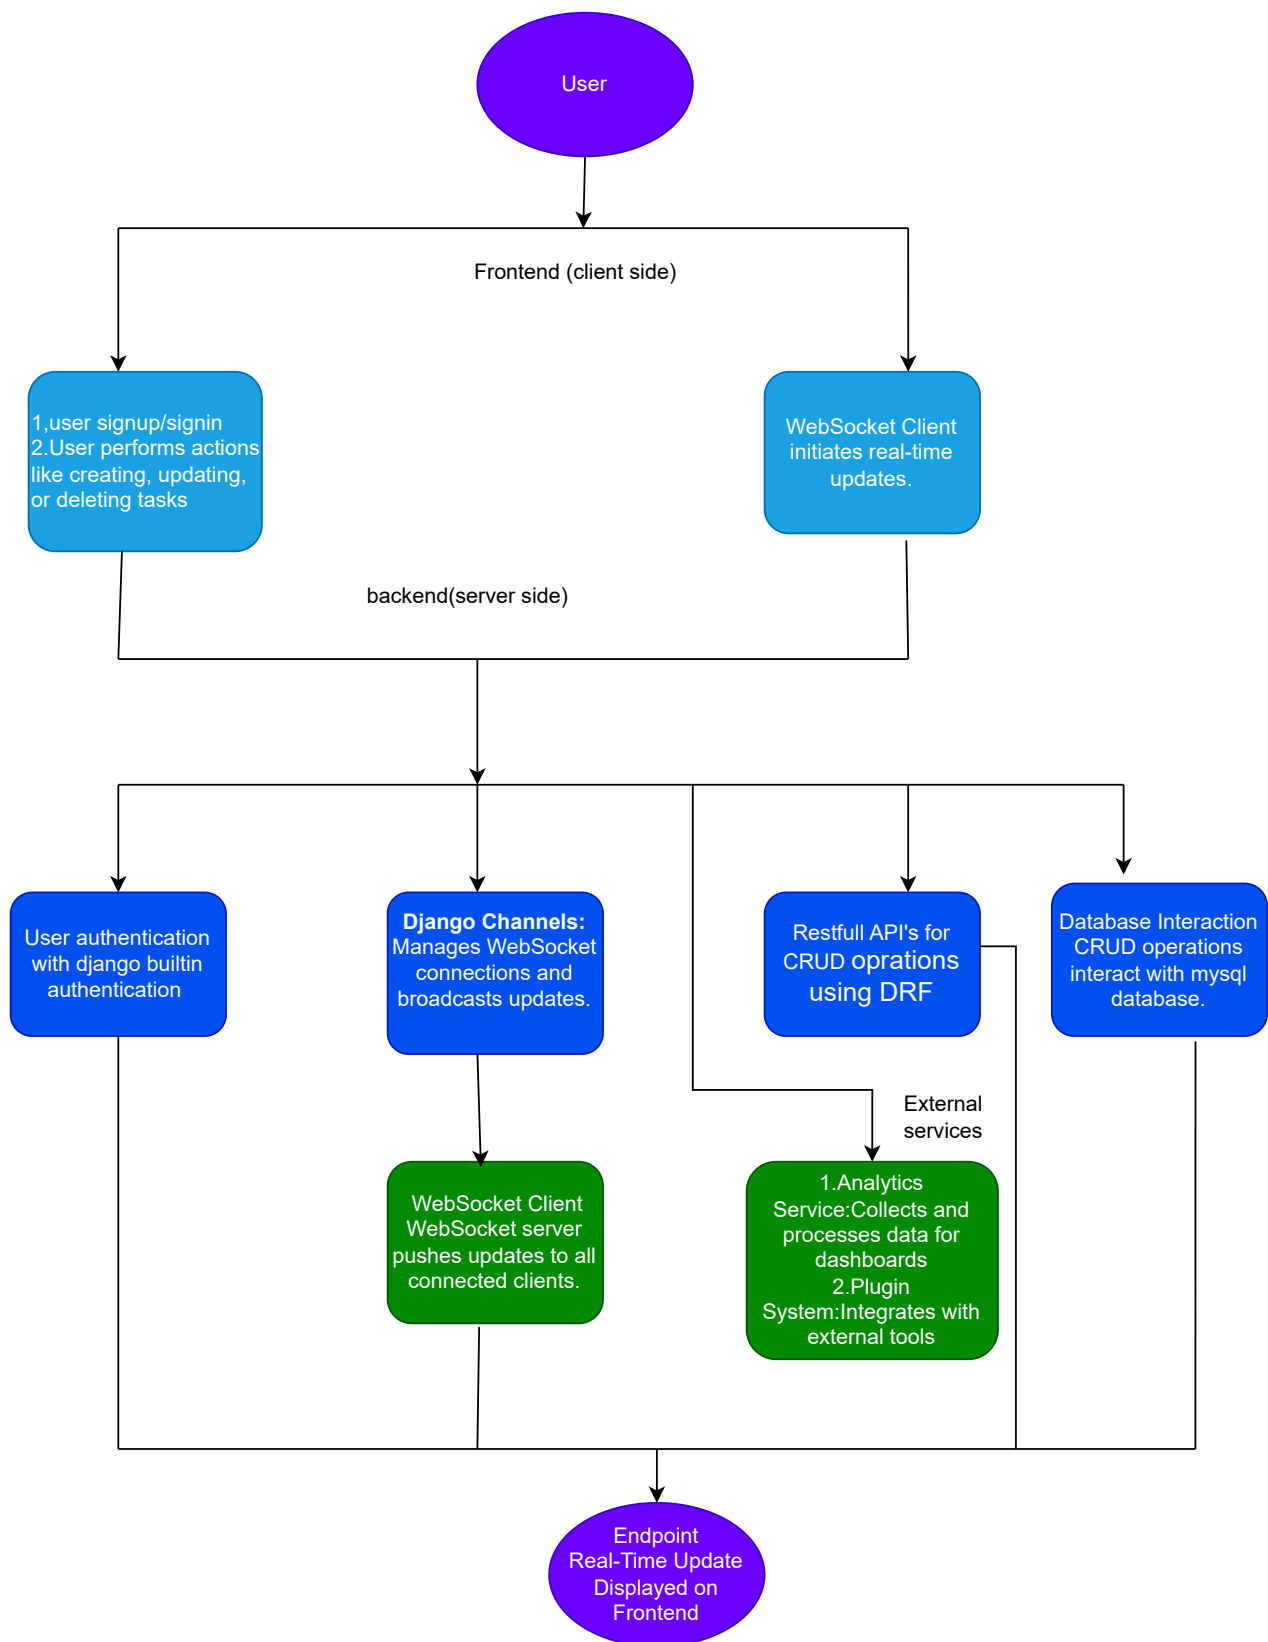 User
Frontend (client side)
1,user signup/signin
2.User performs actions
like creating, updating,
or deleting tasks
WebSocket Client
initiates real-time
updates.
backend(server side)
User authentication
with django builtin
authentication
Django Channels:
Manages WebSocket
connections and
broadcasts updates.
Restfull API's for
CRUD oprations
using DRF
Database Interaction
CRUD operations
interact with mysql
database.
External
services
WebSocket Client
WebSocket server
pushes updates to all
connected clients.
1.Analytics
Service:Collects and
processes data for
dashboards
2.Plugin
System:Integrates with
external tools
Endpoint
Real-Time Update
Displayed on
Frontend